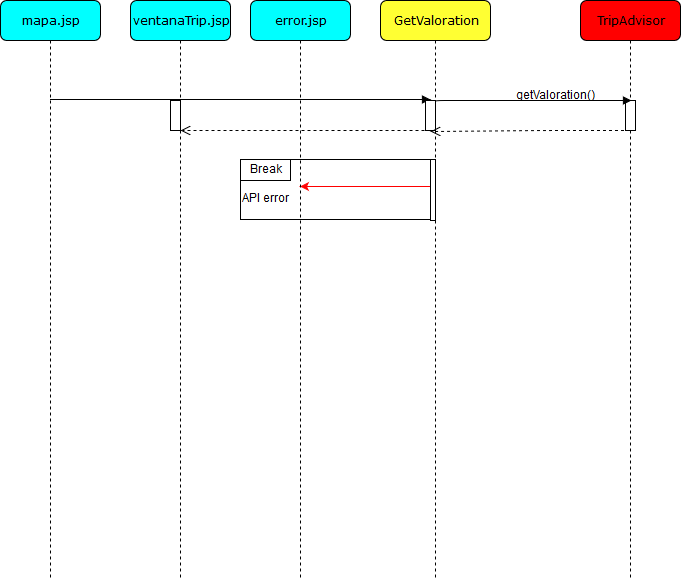 mapa.jsp
ventanaTrip.jsp
error.jsp
GetValoration
TripAdvisor
getValoration()
Break
API error